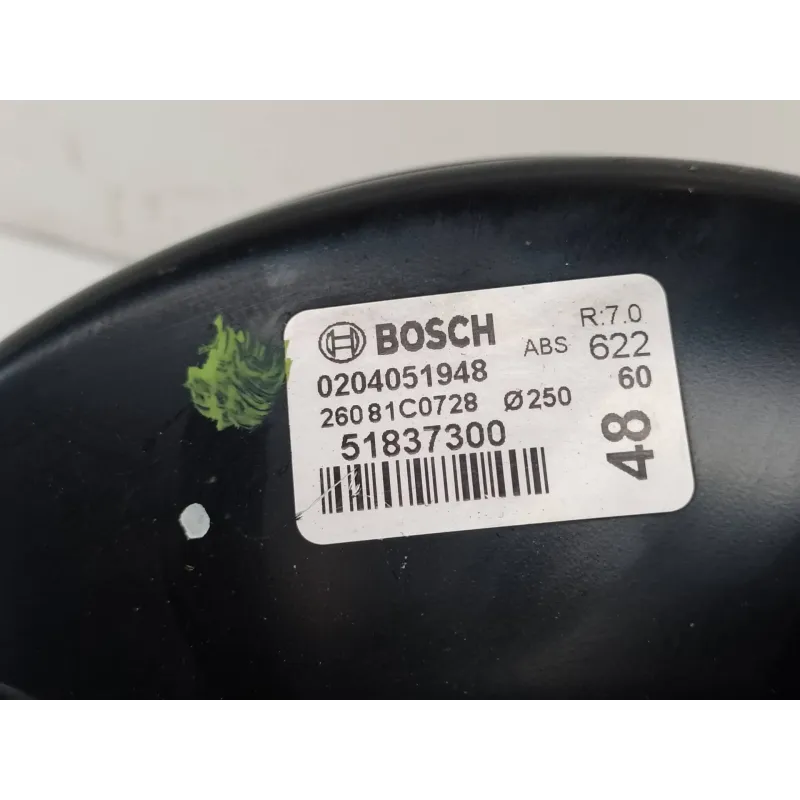 BOSCH
R:7.0
ABS 622
0204051948
60
26081C0728 Ø250
51837300
48